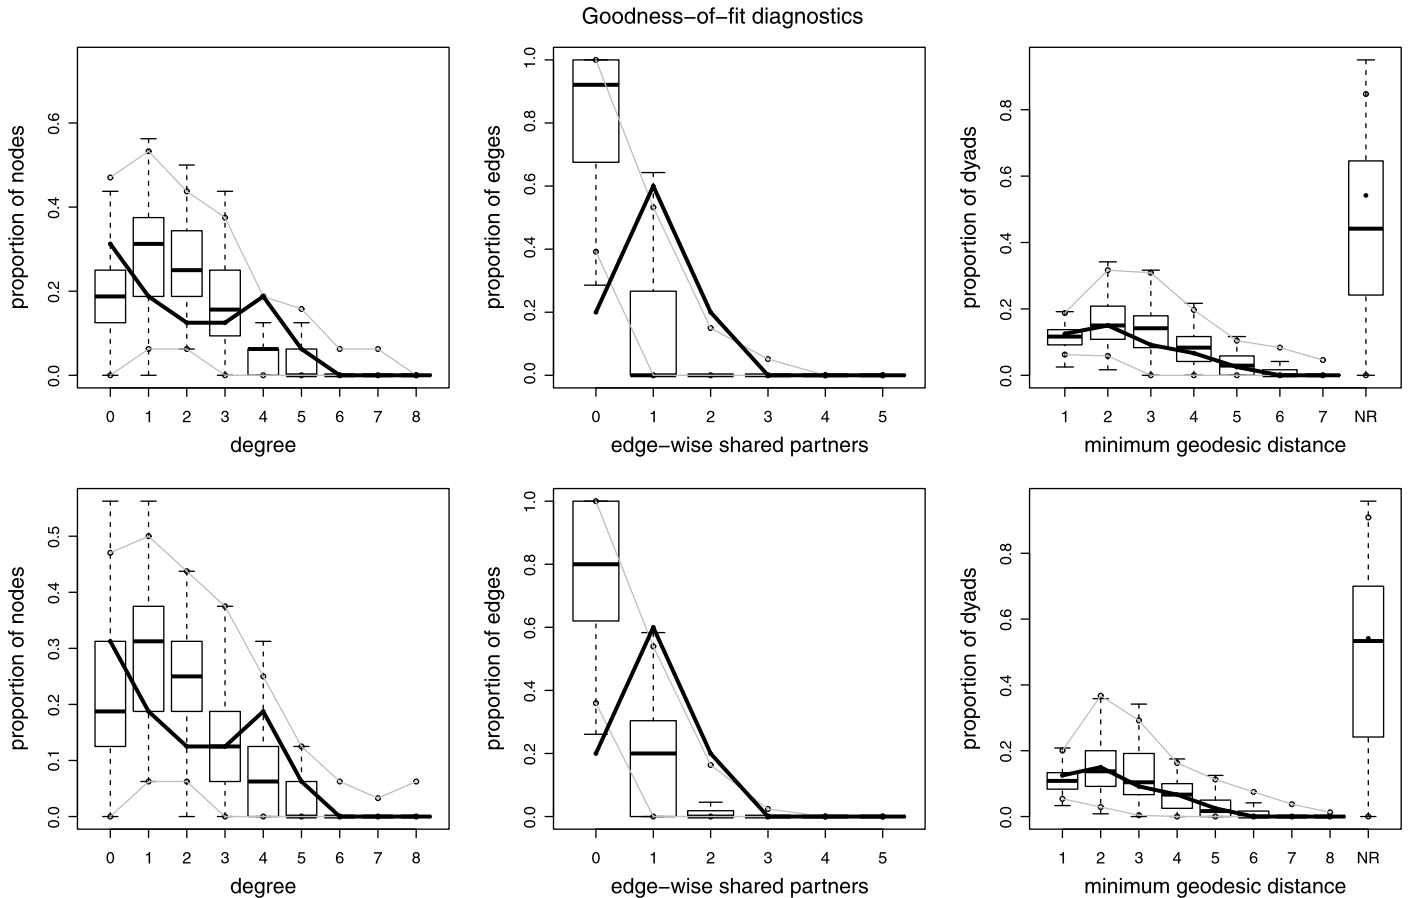 Goodness−of−fit diagnostics
proportion of nodes
0.0 0.2 0.4 0.6
0 1 2 3 4 5 6 7 8
degree
proportion of edges
0.0 0.2 0.4 0.6 0.8 1.0
0 1 2 3 4 5
edge−wise shared partners
proportion of dyads
0.0 0.2 0.4 0.6 0.8
1 2 3 4 5 6 7 NR
minimum geodesic distance
proportion of nodes
0.0 0.1 0.2 0.3 0.4 0.5
0 1 2 3 4 5 6 7 8
degree
proportion of edges
0.0 0.2 0.4 0.6 0.8 1.0
0 1 2 3 4 5
edge−wise shared partners
proportion of dyads
0.0 0.2 0.4 0.6 0.8
1 2 3 4 5 6 7 8 NR
minimum geodesic distance